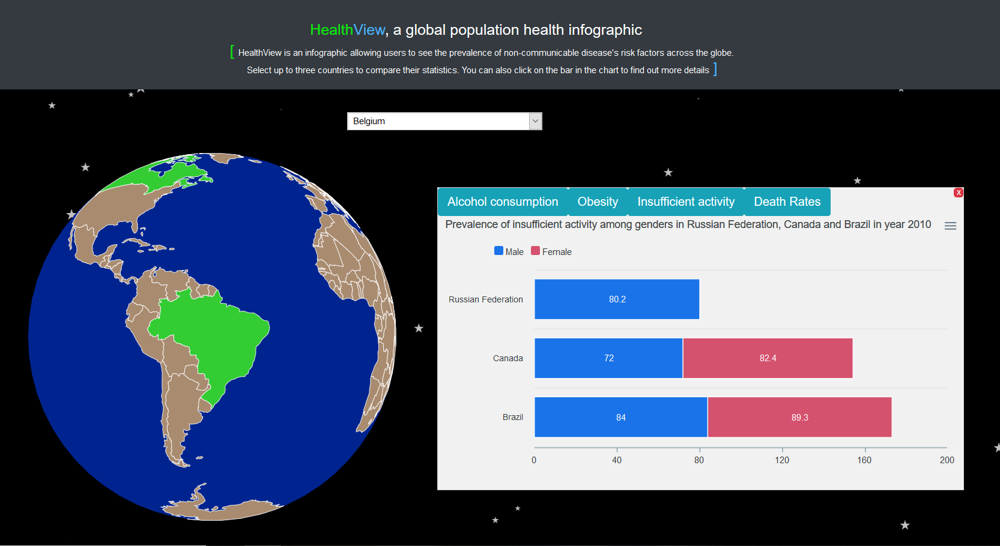 HealthView, a global population health infographic
[ HealthView is an infographic allowing users to see the prevalence of non-communicable disease's risk factors across the globe.
Select up to three countries to compare their statistics. You can also click on the bar in the chart to find out more details ]
Belgium
Alcohol consumption Obesity Insufficient activity Death Rates X
Prevalence of insufficient activity among genders in Russian Federation, Canada and Brazil in year 2010
Male Female
Russian Federation 80.2
Canada 72 82.4
Brazil 84 89.3
0 40 80 120 160 200